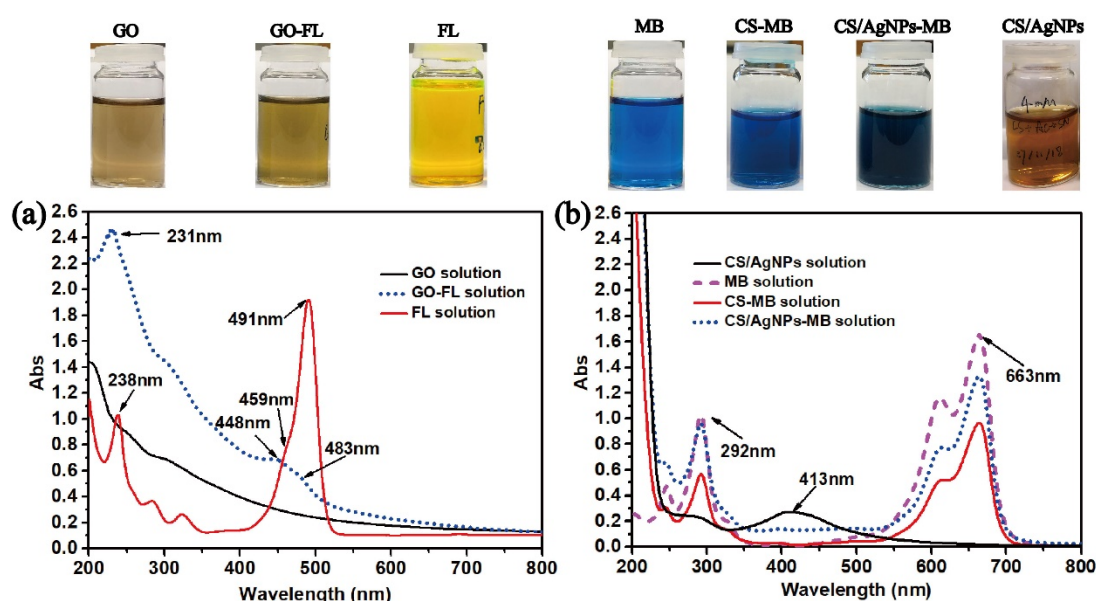 GO GO-FL FL MB CS-MB CS/AgNPs-MB CS/AgNPs
4-mM
9/11/18
(a)
2.6
2.4
2.2
2.0
1.8
1.6
1.4
1.2
1.0
0.8
0.6
0.4
0.2
0.0
Abs
231nm
GO solution
GO-FL solution
FL solution
491nm
238nm
459nm
448nm
483nm
200 300 400 500 600 700 800
Wavelength (nm)
(b)
2.6
2.4
2.2
2.0
1.8
1.6
1.4
1.2
1.0
0.8
0.6
0.4
0.2
0.0
Abs
CS/AgNPs solution
MB solution
CS-MB solution
CS/AgNPs-MB solution
663nm
292nm
413nm
200 300 400 500 600 700 800
Wavelength (nm)